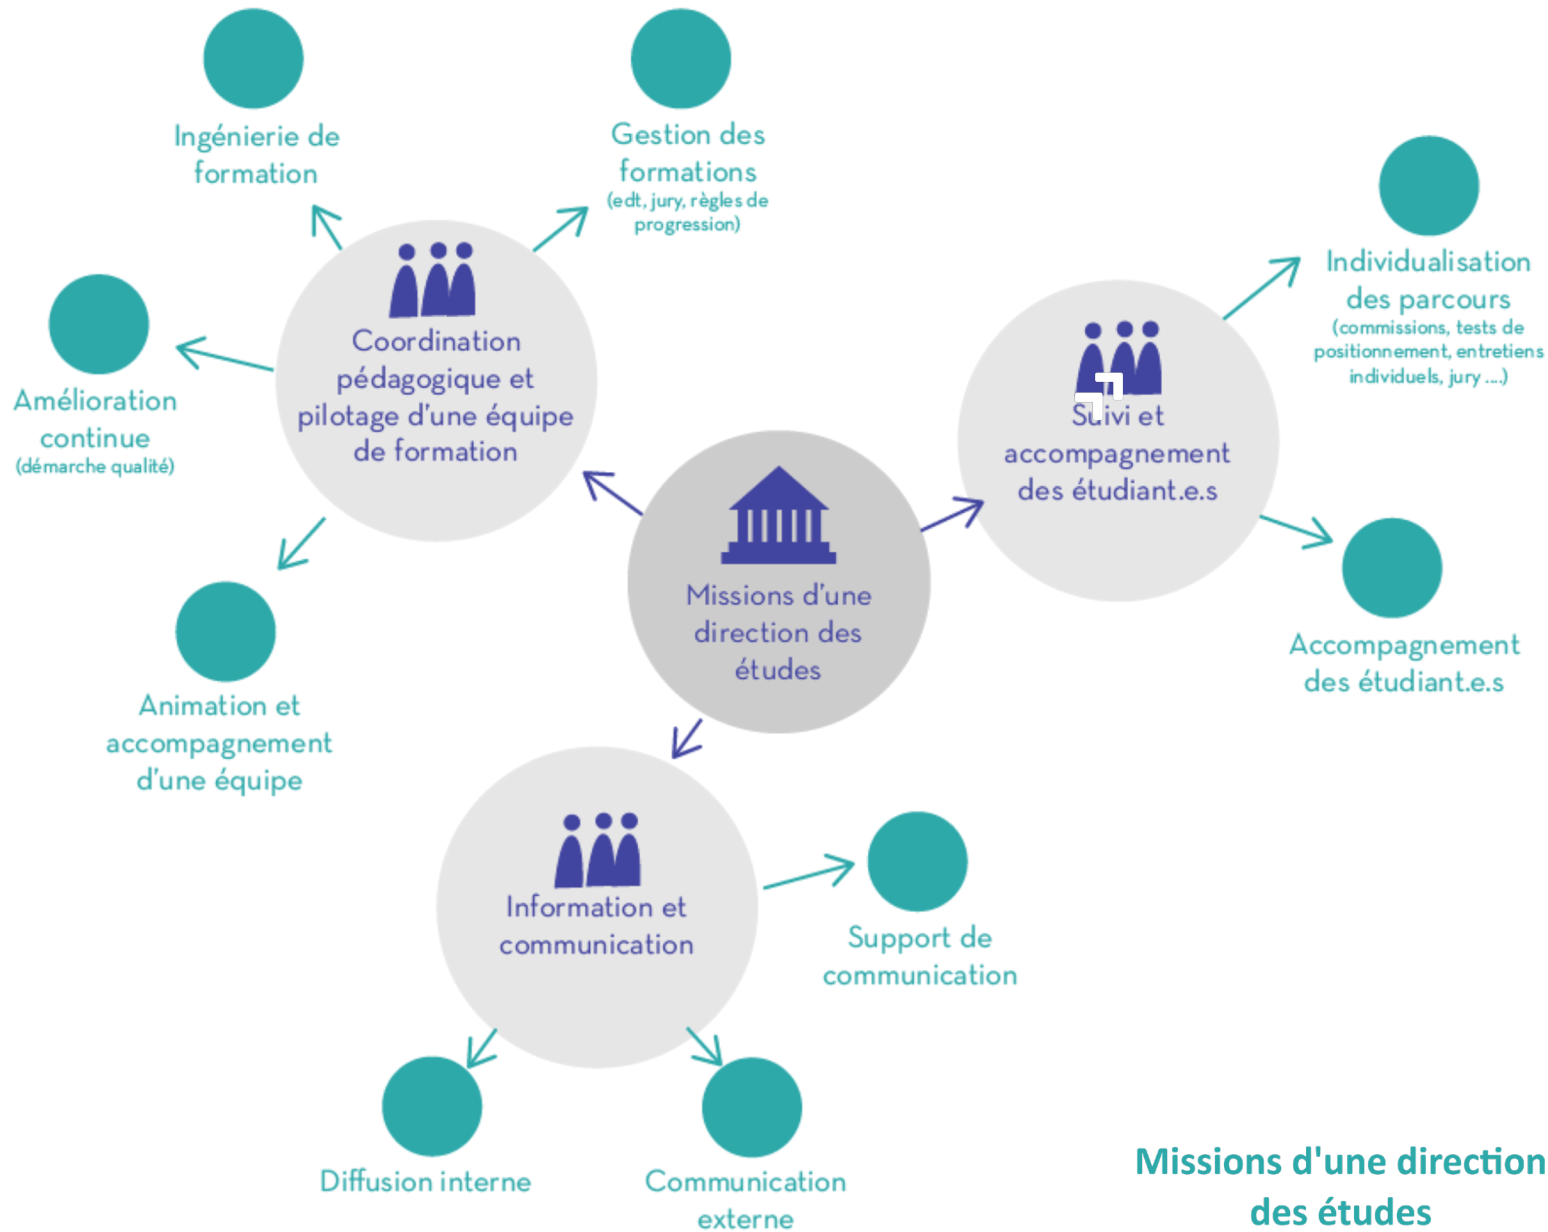 Ingénierie de
formation
Gestion des
formations
(edt, jury, règles de
progression)
Individualisation
des parcours
(commissions, tests de
positionnement, entretiens
individuels, jury ....)
Coordination
pédagogique et
pilotage d'une équipe
de formation
Amélioration
continue
(démarche qualité)
Suivi et
accompagnement
des étudiant.e.s
Missions d'une
direction des
études
Accompagnement
des étudiant.e.s
Animation et
accompagnement
d'une équipe
Information et
communication
Support de
communication
Diffusion interne
Communication
externe
Missions d'une direction
des études